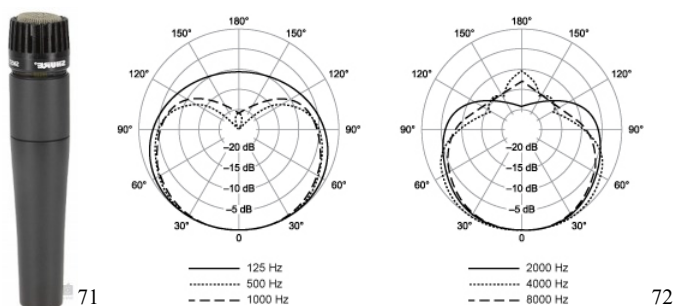 SHURE
180°
150° 150°
120° 120°
90° 90°
60° 60°
30° 30°
0
–20 dB
–15 dB
–10 dB
–5 dB
125 Hz
500 Hz
1000 Hz
71
180°
150° 150°
120° 120°
90° 90°
60° 60°
30° 30°
0
–20 dB
–15 dB
–10 dB
–5 dB
2000 Hz
4000 Hz
8000 Hz
72